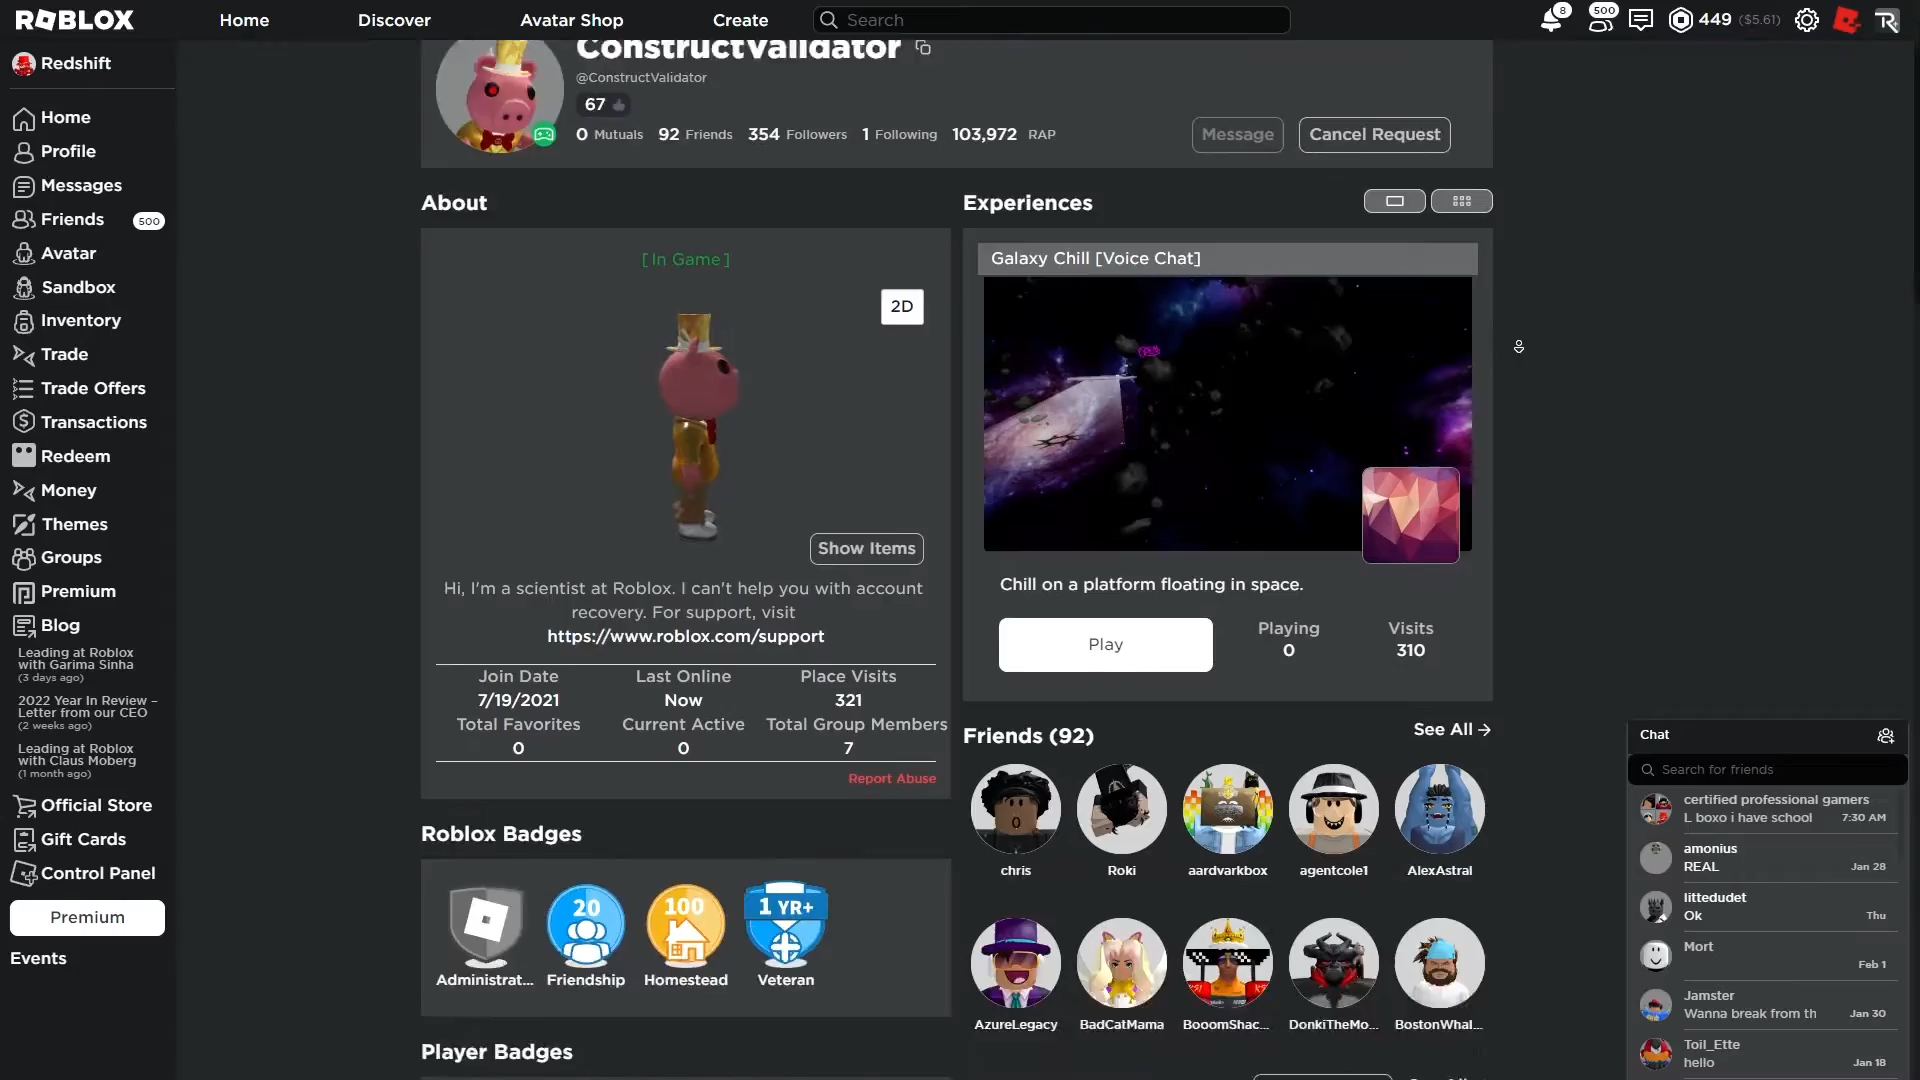 ROBLOX
Home
Discover
Avatar Shop
Create
Search
8
500
449
($5.61)
Redshift
Home
Profile
Messages
Friends
500
Avatar
Sandbox
Inventory
Trade
Trade Offers
Transactions
Redeem
Money
Themes
Groups
Premium
Blog
Leading at Roblox
with Garima Sinha
(3 days ago)
2022 Year In Review –
Letter from our CEO
(2 weeks ago)
Leading at Roblox
with Claus Moberg
(1 month ago)
Official Store
Gift Cards
Control Panel
Premium
Events
ConstructValidator
@ConstructValidator
67
0 Mutuals 92 Friends 354 Followers 1 Following 103,972 RAP
Message
Cancel Request
About
[ In Game ]
2D
Show Items
Hi, I'm a scientist at Roblox. I can't help you with account
recovery. For support, visit
https://www.roblox.com/support
Join Date Last Online Place Visits
7/19/2021 Now 321
Total Favorites Current Active Total Group Members
0 0 7
Report Abuse
Roblox Badges
20
100
1 YR+
Administrat...
Friendship
Homestead
Veteran
Player Badges
Experiences
Galaxy Chill [Voice Chat]
Chill on a platform floating in space.
Play
Playing
0
Visits
310
Friends (92)
See All
chris
Roki
aardvarkbox
agentcole1
AlexAstral
AzureLegacy
BadCatMama
BooomShac...
DonkiTheMo...
BostonWhal...
Chat
Search for friends
certified professional gamers
L boxo i have school 7:30 AM
amonius
REAL Jan 28
littedudet
Ok Thu
Mort
Feb 1
Jamster
Wanna break from th Jan 30
Toil_Ette
hello Jan 18